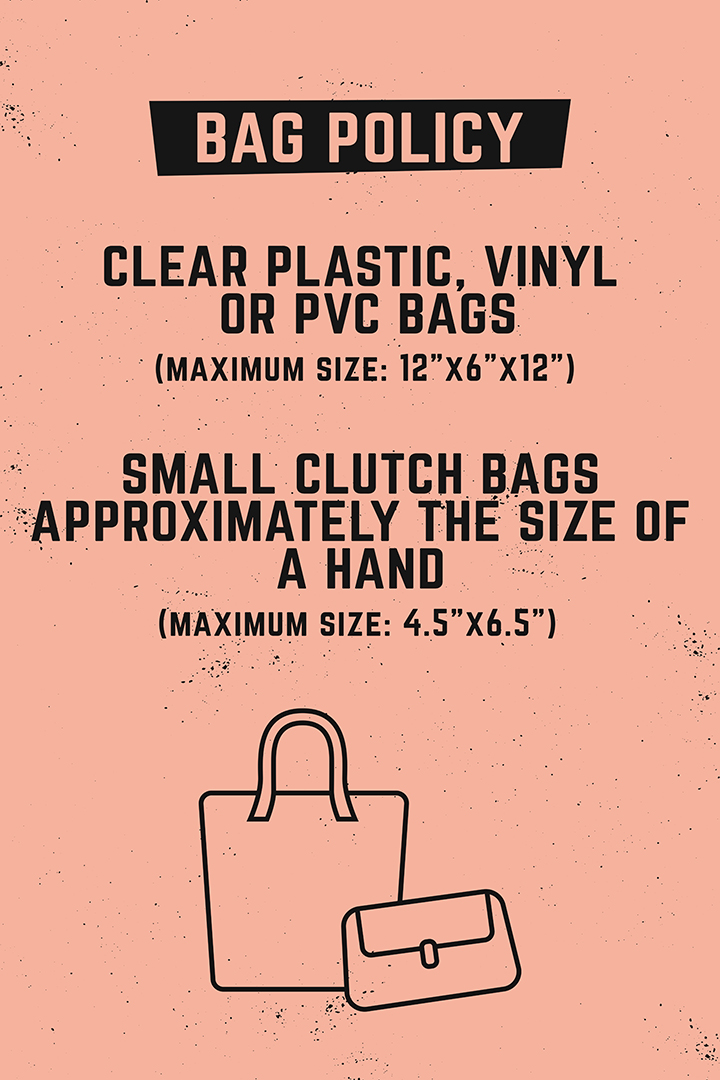 BAG POLICY
CLEAR PLASTIC, VINYL
OR PVC BAGS
(MAXIMUM SIZE: 12”X6”X12”)
SMALL CLUTCH BAGS
APPROXIMATELY THE SIZE OF
A HAND
(MAXIMUM SIZE: 4.5”X6.5”)